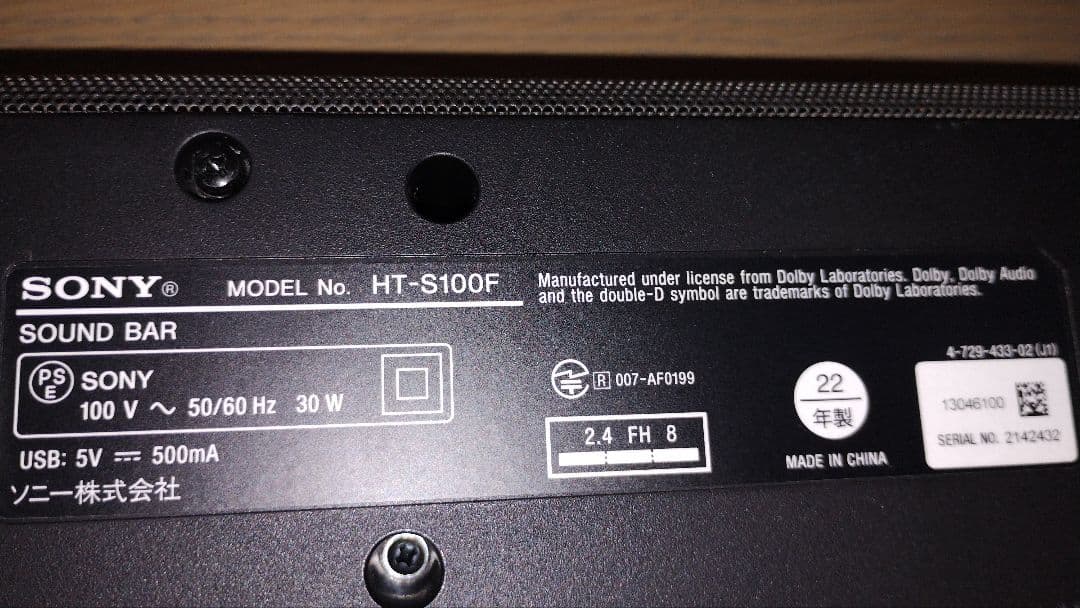 SONY® MODEL No. HT-S100F
Manufactured under license from Dolby Laboratories. Dolby, Dolby Audio
and the double-D symbol are trademarks of Dolby Laboratories.
SOUND BAR
PS
E
SONY
100 V ～ 50/60 Hz 30 W
USB: 5V ⎓ 500mA
ソニー株式会社
R 007-AF0199
2.4 FH 8
22
年製
MADE IN CHINA
4-729-433-02(J1)
13046100
SERIAL NO. 2142432